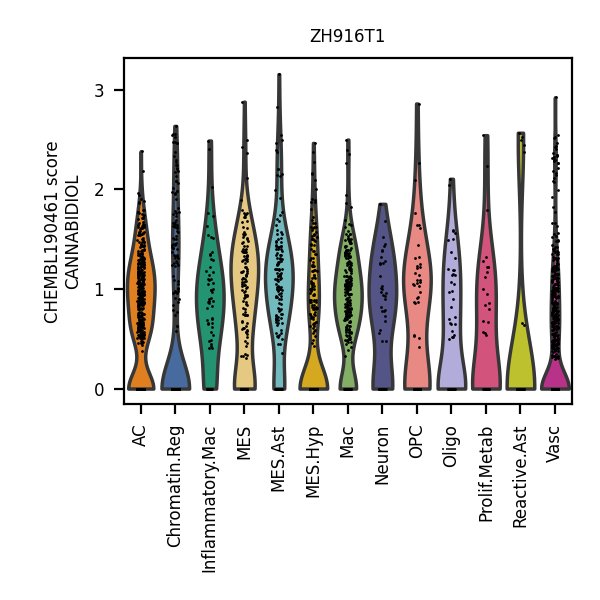 ZH916T1
CHEMBL190461 score
CANNABIDIOL
3
2
1
0
AC
Chromatin.Reg
Inflammatory.Mac
MES
MES.Ast
MES.Hyp
Mac
Neuron
OPC
Oligo
Prolif.Metab
Reactive.Ast
Vasc